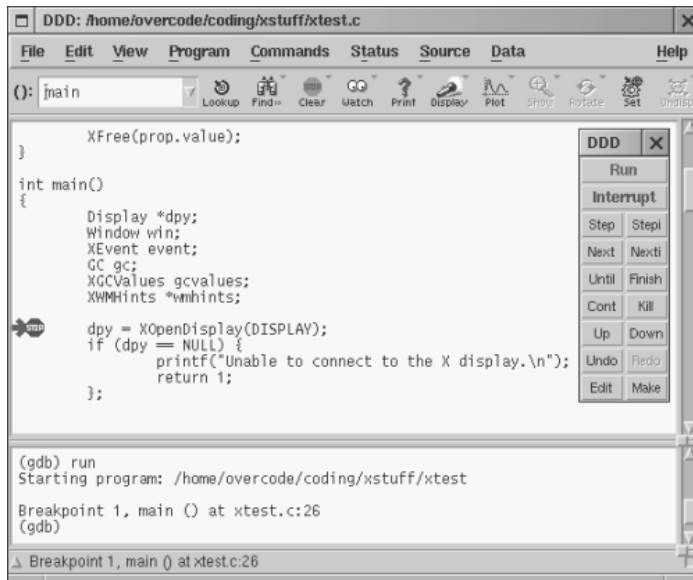 DDD: /home/overcode/coding/xstuff/xtest.c
File Edit View Program Commands Status Source Data Help
(): main
Lookup Find» Clear Watch Print Display Plot Show Rotate Set Undisp
XFree(prop.value);
}
int main()
{
Display *dpy;
Window win;
XEvent event;
GC gc;
XGCValues gcvalues;
XWMHints *wmhints;
STOP
dpy = XOpenDisplay(DISPLAY);
if (dpy == NULL) {
printf("Unable to connect to the X display.\n");
return 1;
};
DDD
Run
Interrupt
Step Stepi
Next Nexti
Until Finish
Cont Kill
Up Down
Undo Redo
Edit Make
(gdb) run
Starting program: /home/overcode/coding/xstuff/xtest
Breakpoint 1, main () at xtest.c:26
(gdb)
Breakpoint 1, main () at xtest.c:26